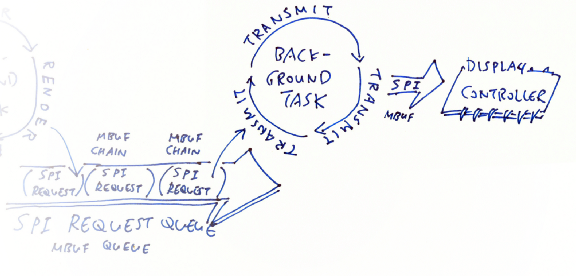 TRANSMIT
BACK-
GROUND
TASK
TRANSMIT
TRANSMIT
TRANSMIT
SPI
MBUF
DISPLAY
CONTROLLER
RENDER
MBUF
CHAIN
MBUF
CHAIN
SPI
REQUEST
SPI
REQUEST
SPI
REQUEST
SPI REQUEST QUEUE
MBUF QUEUE